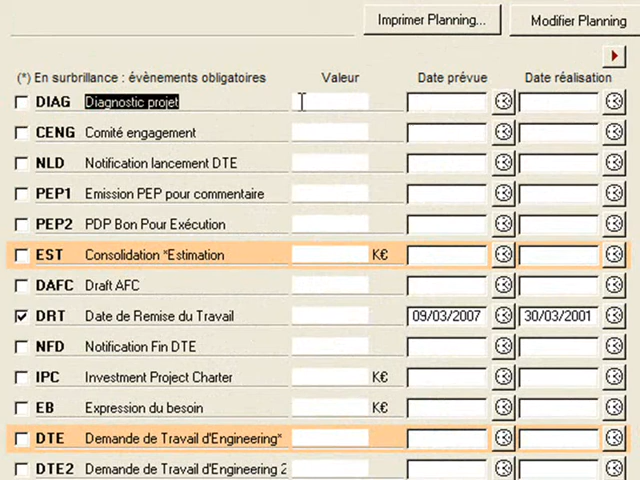 Imprimer Planning... Modifier Planning
(*) En surbrillance : évènements obligatoires Valeur Date prévue Date réalisation
DIAG Diagnostic projet
CENG Comité engagement
NLD Notification lancement DTE
PEP1 Emission PEP pour commentaire
PEP2 PDP Bon Pour Exécution
EST Consolidation *Estimation K€
DAFC Draft AFC
DRT Date de Remise du Travail 09/03/2007 30/03/2001
NFD Notification Fin DTE
IPC Investment Project Charter K€
EB Expression du besoin K€
DTE Demande de Travail d'Engineering*
DTE2 Demande de Travail d'Engineering 2